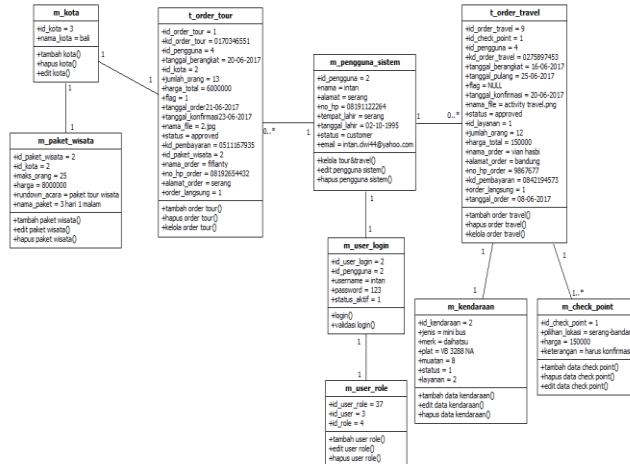 m_kota
+id_kota = 3
+nama_kota = bali
+tambah kota()
+hapus kota()
+edit kota()
1
1
1
1
m_paket_wisata
+id_paket_wisata = 2
+id_kota = 2
+maks_orang = 25
+harga = 8000000
+rundown_acara = paket tour wisata
+nama_paket = 3 hari 1 malam
+tambah paket wisata()
+edit paket wisata()
+hapus paket wisata()
t_order_tour
+id_order_tour = 1
+kd_order_tour = 0170346551
+id_pengguna = 4
+tanggal_berangkat = 20-06-2017
+id_kota = 2
+jumlah_orang = 13
+harga_total = 6000000
+flag = 1
+tanggal_order21-06-2017
+tanggal_konfirmasi23-06-2017
+nama_file = 2.jpg
+status = approved
+kd_pembayaran = 0511167935
+id_paket_wisata = 2
+nama_order = fifianty
+no_hp_order = 08192654432
+alamat_order = serang
+order_langsung = 1
+tambah order tour()
+hapus order tour()
+kelola order tour()
0..*
1
m_pengguna_sistem
+id_pengguna = 2
+nama = intan
+alamat = serang
+no_hp = 08191122264
+tempat_lahir = serang
+tanggal_lahir = 02-10-1995
+status = customer
+email = intan.dwi44@yahoo.com
+kelola tour&travel()
+edit pengguna sistem()
+hapus pengguna sistem()
1
0..*
1
1
m_user_login
+id_user_login = 2
+id_pengguna = 2
+username = intan
+password = 123
+status_aktif = 1
+login()
+validasi login()
1
1
m_user_role
+id_user_role = 37
+id_user = 3
+id_role = 4
+tambah user role()
+edit user role()
+hapus user role()
t_order_travel
+id_order_travel = 9
+id_check_point = 1
+id_pengguna = 4
+kd_order_travel = 0275897453
+tanggal_berangkat = 16-06-2017
+tanggal_pulang = 25-06-2017
+flag = NULL
+tanggal_konfirmasi = 20-06-2017
+nama_file = activity travel.png
+status = approved
+id_layanan = 1
+jumlah_orang = 12
+harga_total = 150000
+nama_order = vian hasbi
+alamat_order = bandung
+no_hp_order = 9867677
+kd_pembayaran = 0842194573
+order_langsung = 1
+tanggal_order = 08-06-2017
+tambah order travel()
+hapus order travel()
+kelola order travel()
1
1
1
1..*
m_kendaraan
+id_kendaraan = 2
+jenis = mini bus
+merk = daihatsu
+plat = VB 3288 NA
+muatan = 8
+status = 1
+layanan = 2
+tambah data kendaraan()
+edit data kendaraan()
+hapus data kendaraan()
m_check_point
+id_check_point = 1
+pilihan_lokasi = serang-bandar
+harga = 150000
+keterangan = harus konfirmas
+tambah data check point()
+hapus data check point()
+edit data check point()